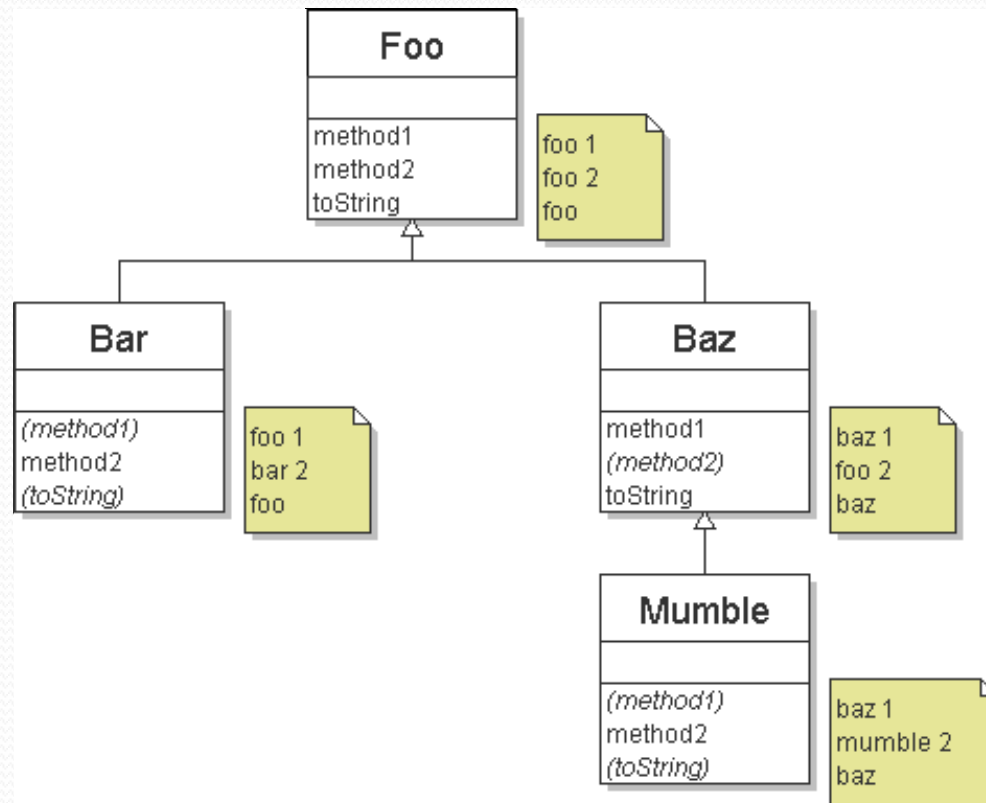 Foo
method1
method2
toString
foo 1
foo 2
foo
Bar
(method1)
method2
(toString)
foo 1
bar 2
foo
Baz
method1
(method2)
toString
baz 1
foo 2
baz
Mumble
(method1)
method2
(toString)
baz 1
mumble 2
baz